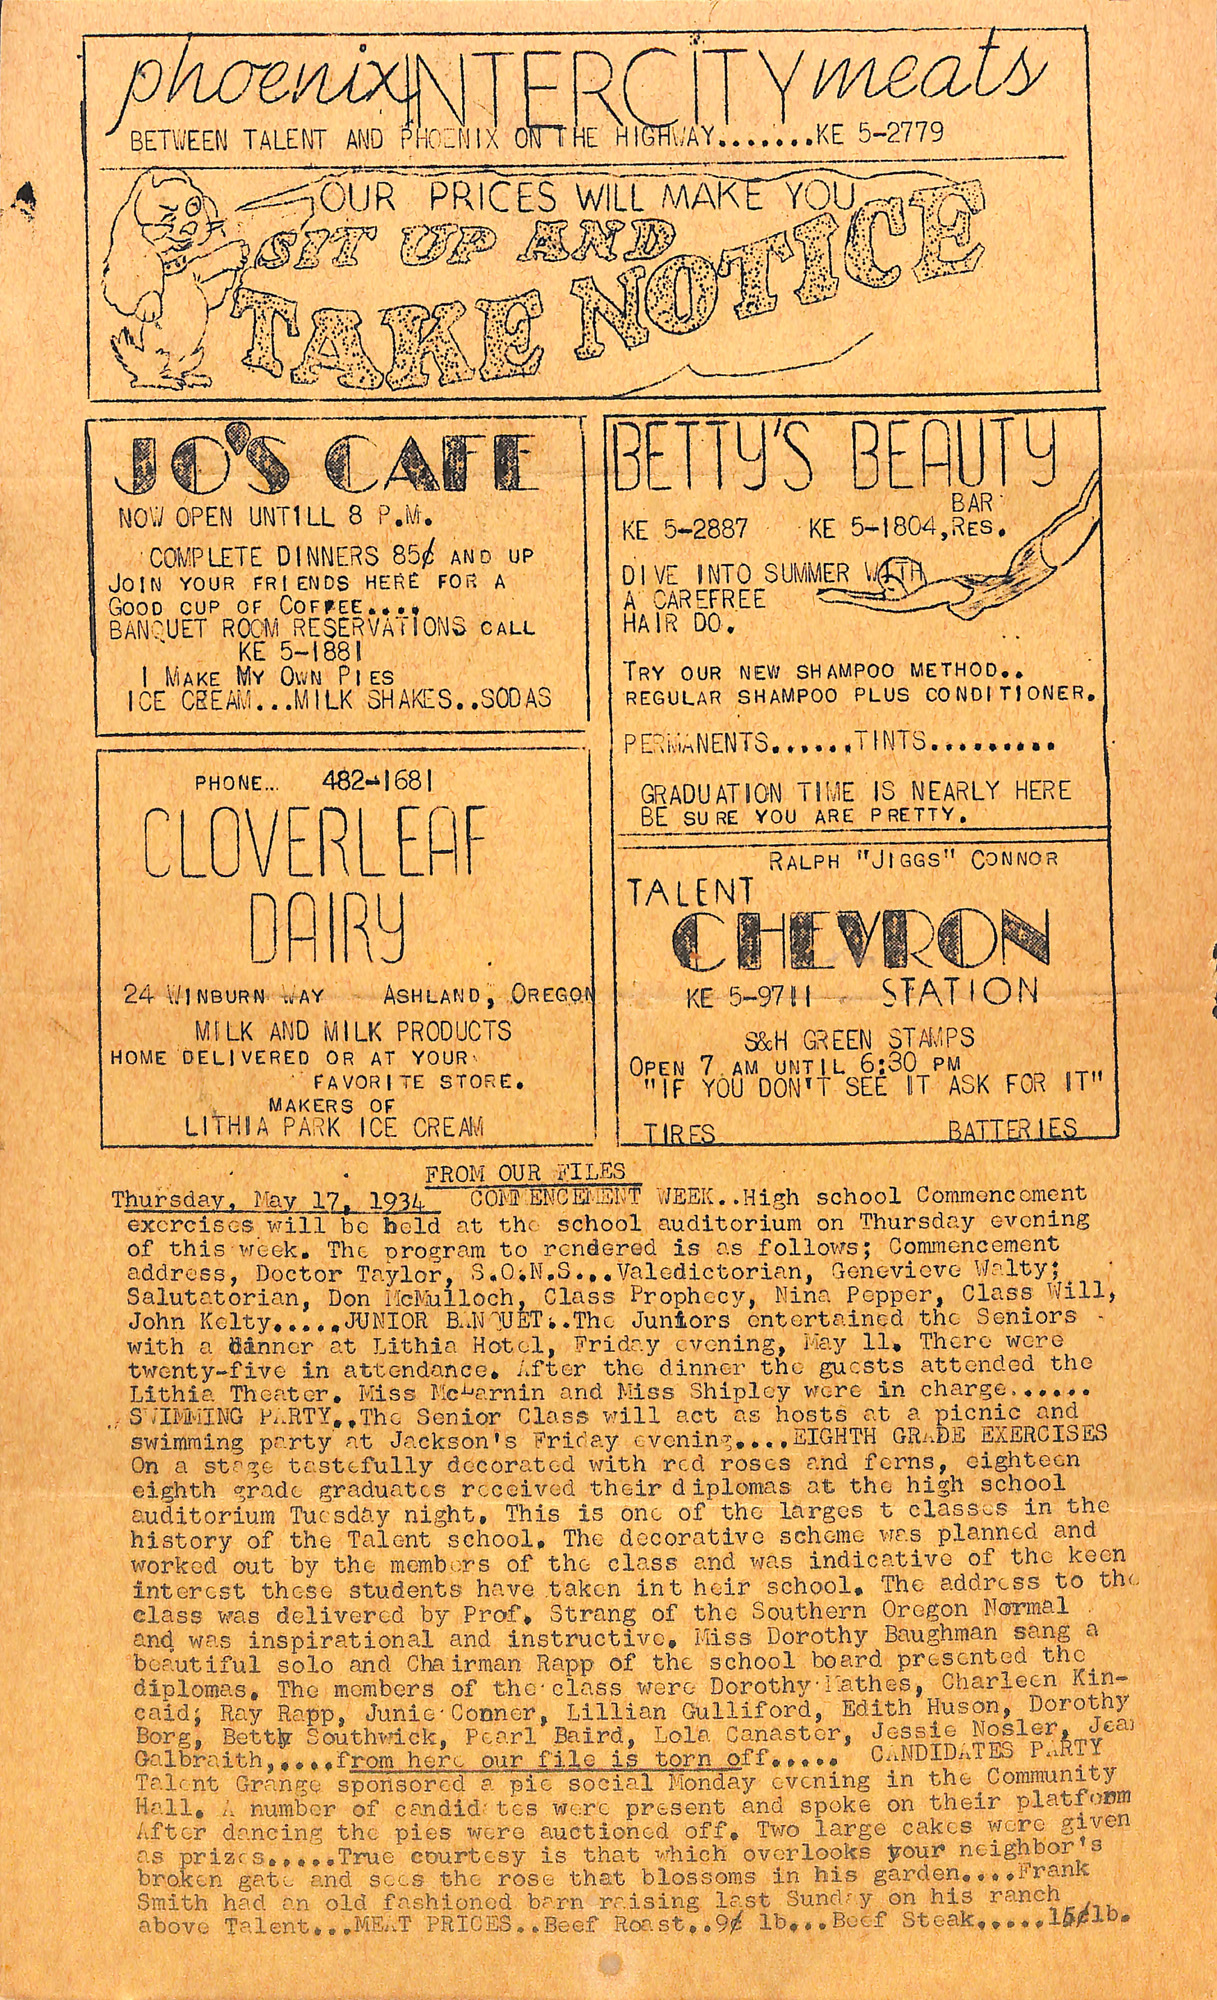 phoenix INTERCITY meats
BETWEEN TALENT AND PHOENIX ON THE HIGHWAY.......KE 5-2779
OUR PRICES WILL MAKE YOU
SIT UP AND
TAKE NOTICE
JO'S CAFE
NOW OPEN UNTILL 8 P.M.
COMPLETE DINNERS 85¢ AND UP
JOIN YOUR FRIENDS HERE FOR A
GOOD CUP OF COFFEE....
BANQUET ROOM RESERVATIONS CALL
KE 5-1881
I MAKE MY OWN PIES
ICE CREAM...MILK SHAKES..SODAS
BETTY'S BEAUTY
BAR
KE 5-2887 KE 5-1804,RES.
DIVE INTO SUMMER WITH
A CAREFREE
HAIR DO.
TRY OUR NEW SHAMPOO METHOD..
REGULAR SHAMPOO PLUS CONDITIONER.
PERMANENTS......TINTS.........
GRADUATION TIME IS NEARLY HERE
BE SURE YOU ARE PRETTY.
PHONE... 482-1681
CLOVERLEAF
DAIRY
24 WINBURN WAY ASHLAND, OREGON
MILK AND MILK PRODUCTS
HOME DELIVERED OR AT YOUR
FAVORITE STORE.
MAKERS OF
LITHIA PARK ICE CREAM
RALPH "JIGGS" CONNOR
TALENT
CHEVRON
KE 5-9711 STATION
S&H GREEN STAMPS
OPEN 7 AM UNTIL 6:30 PM
"IF YOU DON'T SEE IT ASK FOR IT"
TIRES BATTERIES
FROM OUR FILES
Thursday, May 17, 1934 COMMENCEMENT WEEK..High school Commencement
exercises will be held at the school auditorium on Thursday evening
of this week. The program to rendered is as follows; Commencement
address, Doctor Taylor, S.O.N.S...Valedictorian, Genevieve Walty;
Salutatorian, Don McMulloch, Class Prophecy, Nina Pepper, Class Will,
John Kelty.....JUNIOR BANQUET...The Juniors entertained the Seniors
with a dinner at Lithia Hotel, Friday evening, May 11. There were
twenty-five in attendance. After the dinner the guests attended the
Lithia Theater. Miss McLarnin and Miss Shipley were in charge......
SWIMMING PARTY..The Senior Class will act as hosts at a picnic and
swimming party at Jackson's Friday evening....EIGHTH GRADE EXERCISES
On a stage tastefully decorated with red roses and ferns, eighteen
eighth grade graduates received their diplomas at the high school
auditorium Tuesday night. This is one of the larges t classes in the
history of the Talent school. The decorative scheme was planned and
worked out by the members of the class and was indicative of the keen
interest these students have taken int heir school. The address to the
class was delivered by Prof. Strang of the Southern Oregon Normal
and was inspirational and instructive. Miss Dorothy Baughman sang a
beautiful solo and Chairman Rapp of the school board presented the
diplomas. The members of the class were Dorothy Mathes, Charleen Kin-
caid; Ray Rapp, Junie Conner, Lillian Gulliford, Edith Huson, Dorothy
Borg, Betty Southwick, Pearl Baird, Lola Canaster, Jessie Nosler, Jean
Galbraith,....from here our file is torn off..... CANDIDATES PARTY
Talent Grange sponsored a pie social Monday evening in the Community
Hall. A number of candidates were present and spoke on their platform
After dancing the pies were auctioned off. Two large cakes were given
as prizes.....True courtesy is that which overlooks your neighbor's
broken gate and sees the rose that blossoms in his garden....Frank
Smith had an old fashioned barn raising last Sunday on his ranch
above Talent...MEAT PRICES..Beef Roast..9¢ lb...Beef Steak.....15¢lb.